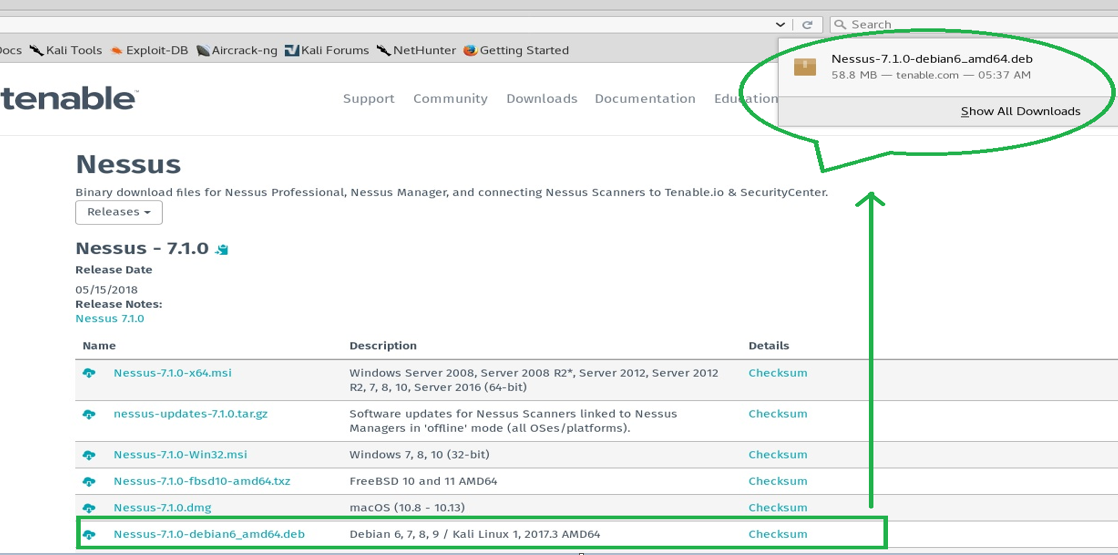 Search
Docs Kali Tools Exploit-DB Aircrack-ng Kali Forums NetHunter Getting Started
Nessus-7.1.0-debian6_amd64.deb
58.8 MB — tenable.com — 05:37 AM
Show All Downloads
tenable™
Support Community Downloads Documentation Education
Nessus
Binary download files for Nessus Professional, Nessus Manager, and connecting Nessus Scanners to Tenable.io & SecurityCenter.
Releases
Nessus - 7.1.0
Release Date
05/15/2018
Release Notes:
Nessus 7.1.0
Name Description Details
Nessus-7.1.0-x64.msi Windows Server 2008, Server 2008 R2*, Server 2012, Server 2012 Checksum
R2, 7, 8, 10, Server 2016 (64-bit)
nessus-updates-7.1.0.tar.gz Software updates for Nessus Scanners linked to Nessus Checksum
Managers in 'offline' mode (all OSes/platforms).
Nessus-7.1.0-Win32.msi Windows 7, 8, 10 (32-bit) Checksum
Nessus-7.1.0-fbsd10-amd64.txz FreeBSD 10 and 11 AMD64 Checksum
Nessus-7.1.0.dmg macOS (10.8 - 10.13) Checksum
Nessus-7.1.0-debian6_amd64.deb Debian 6, 7, 8, 9 / Kali Linux 1, 2017.3 AMD64 Checksum